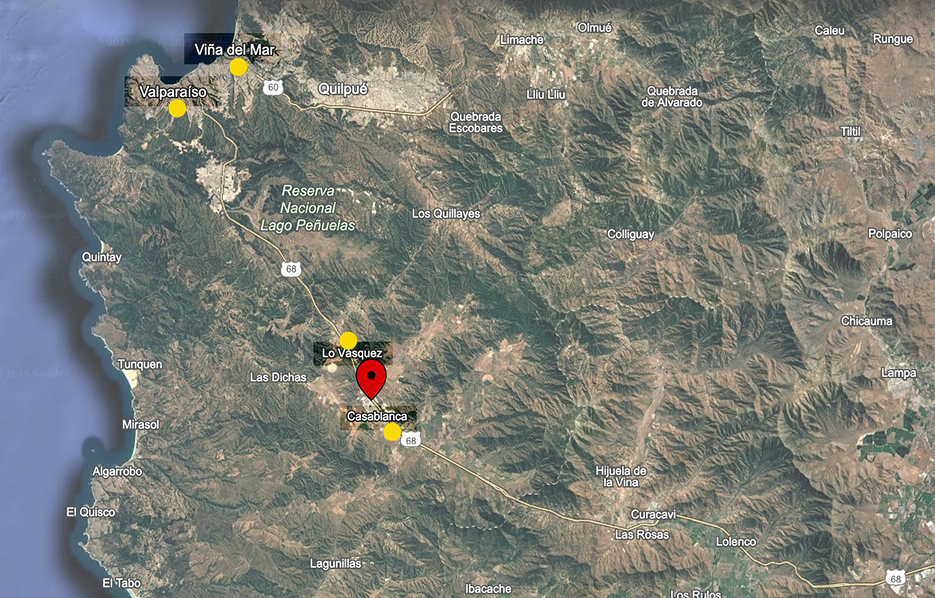 Olmué
Caleu
Rungue
Limache
Viña del Mar
60
Quilpué
Valparaíso
Lliu Lliu
Quebrada
de Alvarado
Quebrada
Escobares
Tiltil
Reserva
Nacional
Lago Peñuelas
Los Quillayes
Colliguay
Polpaico
Quintay
68
Chicauma
Lo Vasquez
Tunquen
Las Dichas
Lampa
Casablanca
Mirasol
68
Algarrobo
Hijuela de
la Vina
El Quisco
Curacavi
Las Rosas
Lolenco
Lagunillas
68
El Tabo
Ibacache
Los Rulos